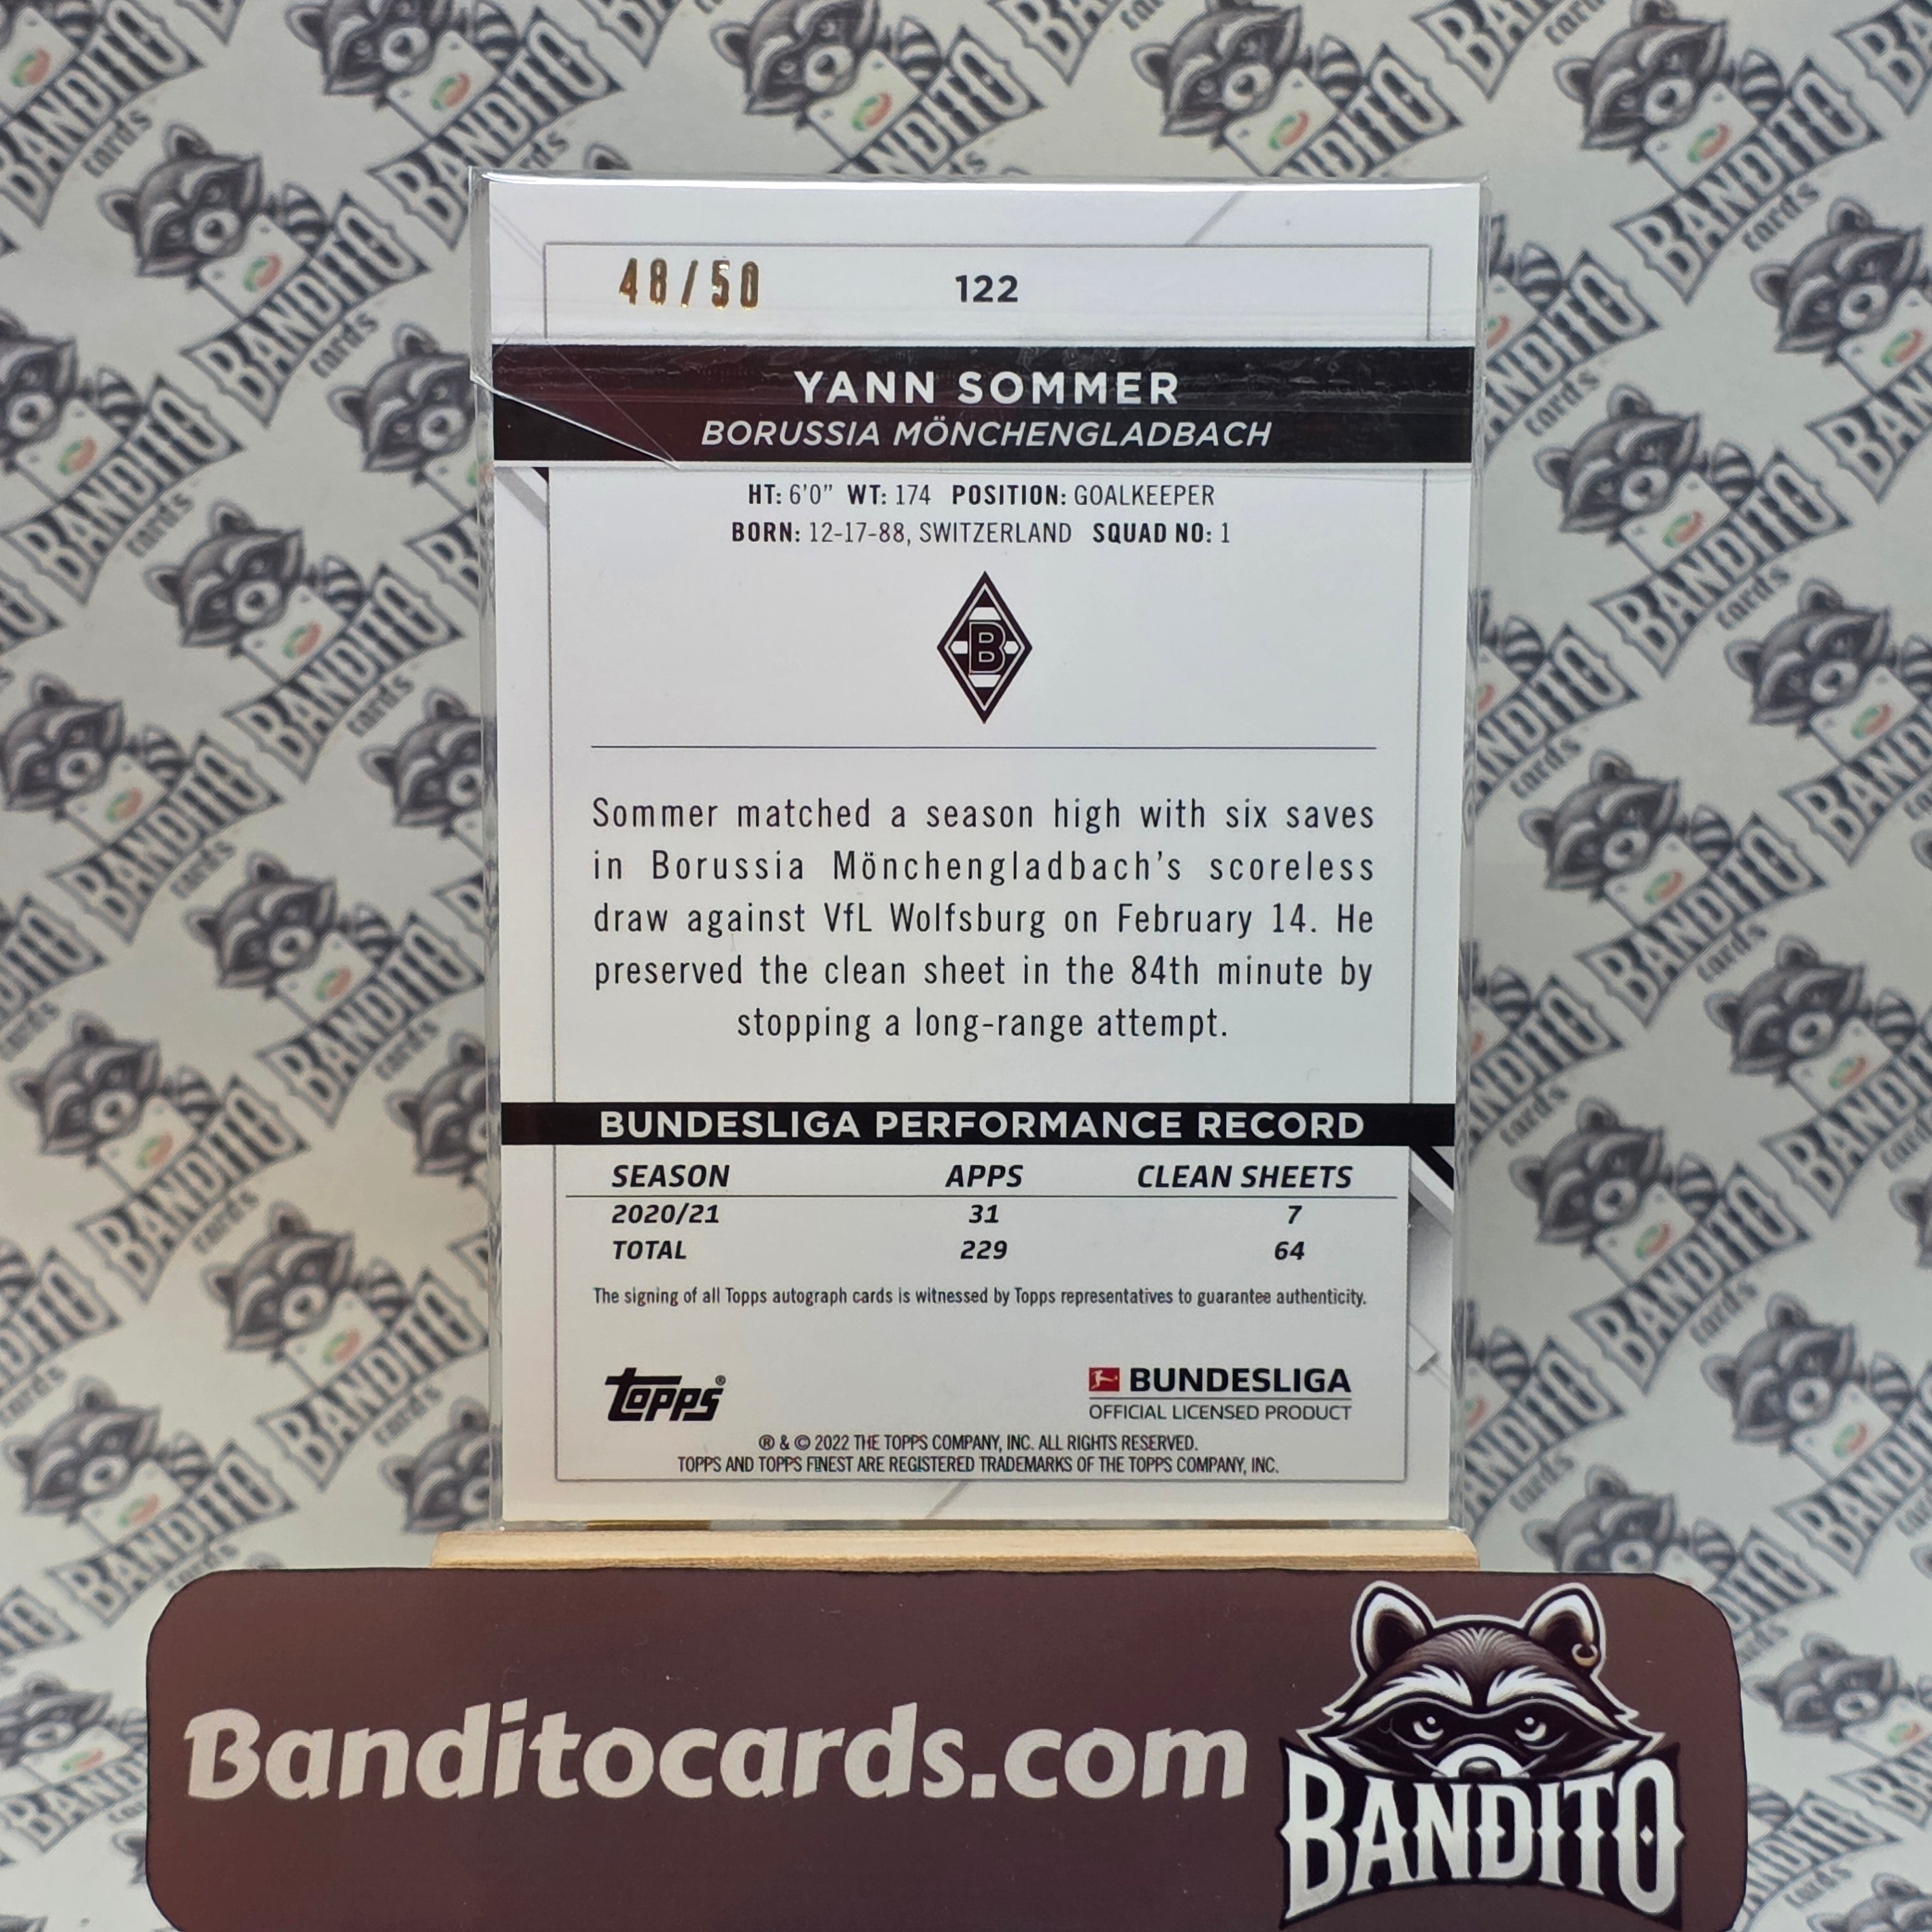 48/50
122
YANN SOMMER
BORUSSIA MÖNCHENGLADBACH
HT: 6'0" WT: 174 POSITION: GOALKEEPER
BORN: 12-17-88, SWITZERLAND SQUAD NO: 1
B
Sommer matched a season high with six saves
in Borussia Mönchengladbach's scoreless
draw against VfL Wolfsburg on February 14. He
preserved the clean sheet in the 84th minute by
stopping a long-range attempt.
BUNDESLIGA PERFORMANCE RECORD
SEASON APPS CLEAN SHEETS
2020/21 31 7
TOTAL 229 64
The signing of all Topps autograph cards is witnessed by Topps representatives to guarantee authenticity.
topps®
BUNDESLIGA
OFFICIAL LICENSED PRODUCT
® & © 2022 THE TOPPS COMPANY, INC. ALL RIGHTS RESERVED.
TOPPS AND TOPPS FINEST ARE REGISTERED TRADEMARKS OF THE TOPPS COMPANY, INC.
Banditocards.com
BANDITO
BANDITO
cards